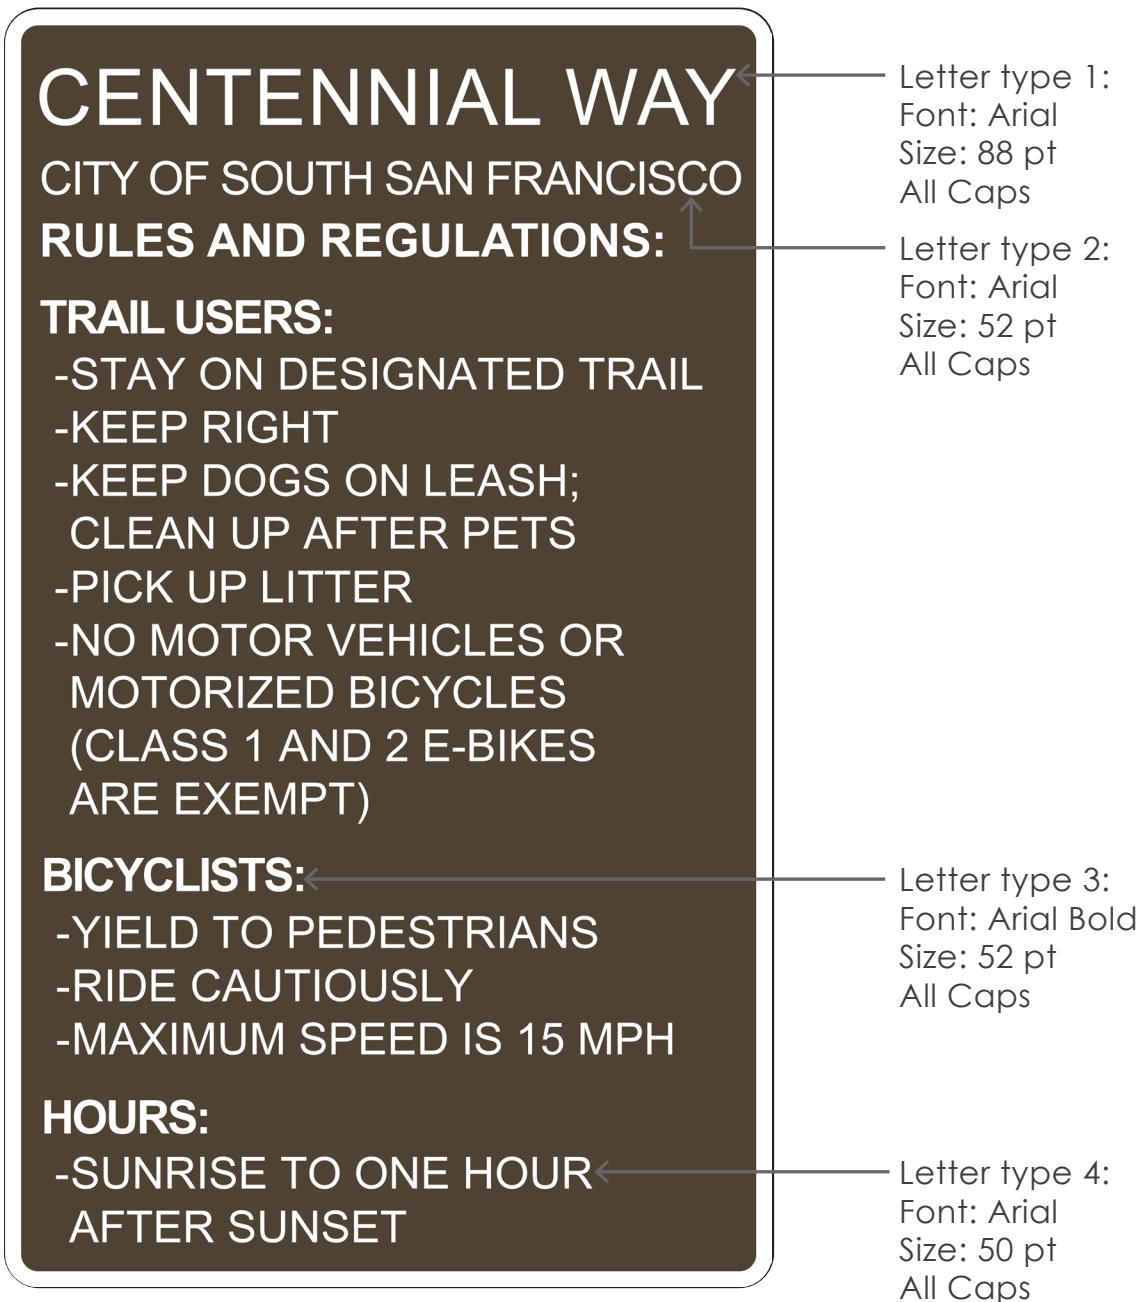 CENTENNIAL WAY
CITY OF SOUTH SAN FRANCISCO
RULES AND REGULATIONS:
TRAIL USERS:
-STAY ON DESIGNATED TRAIL
-KEEP RIGHT
-KEEP DOGS ON LEASH;
CLEAN UP AFTER PETS
-PICK UP LITTER
-NO MOTOR VEHICLES OR
MOTORIZED BICYCLES
(CLASS 1 AND 2 E-BIKES
ARE EXEMPT)
BICYCLISTS:
-YIELD TO PEDESTRIANS
-RIDE CAUTIOUSLY
-MAXIMUM SPEED IS 15 MPH
HOURS:
-SUNRISE TO ONE HOUR
AFTER SUNSET
Letter type 1:
Font: Arial
Size: 88 pt
All Caps
Letter type 2:
Font: Arial
Size: 52 pt
All Caps
Letter type 3:
Font: Arial Bold
Size: 52 pt
All Caps
Letter type 4:
Font: Arial
Size: 50 pt
All Caps